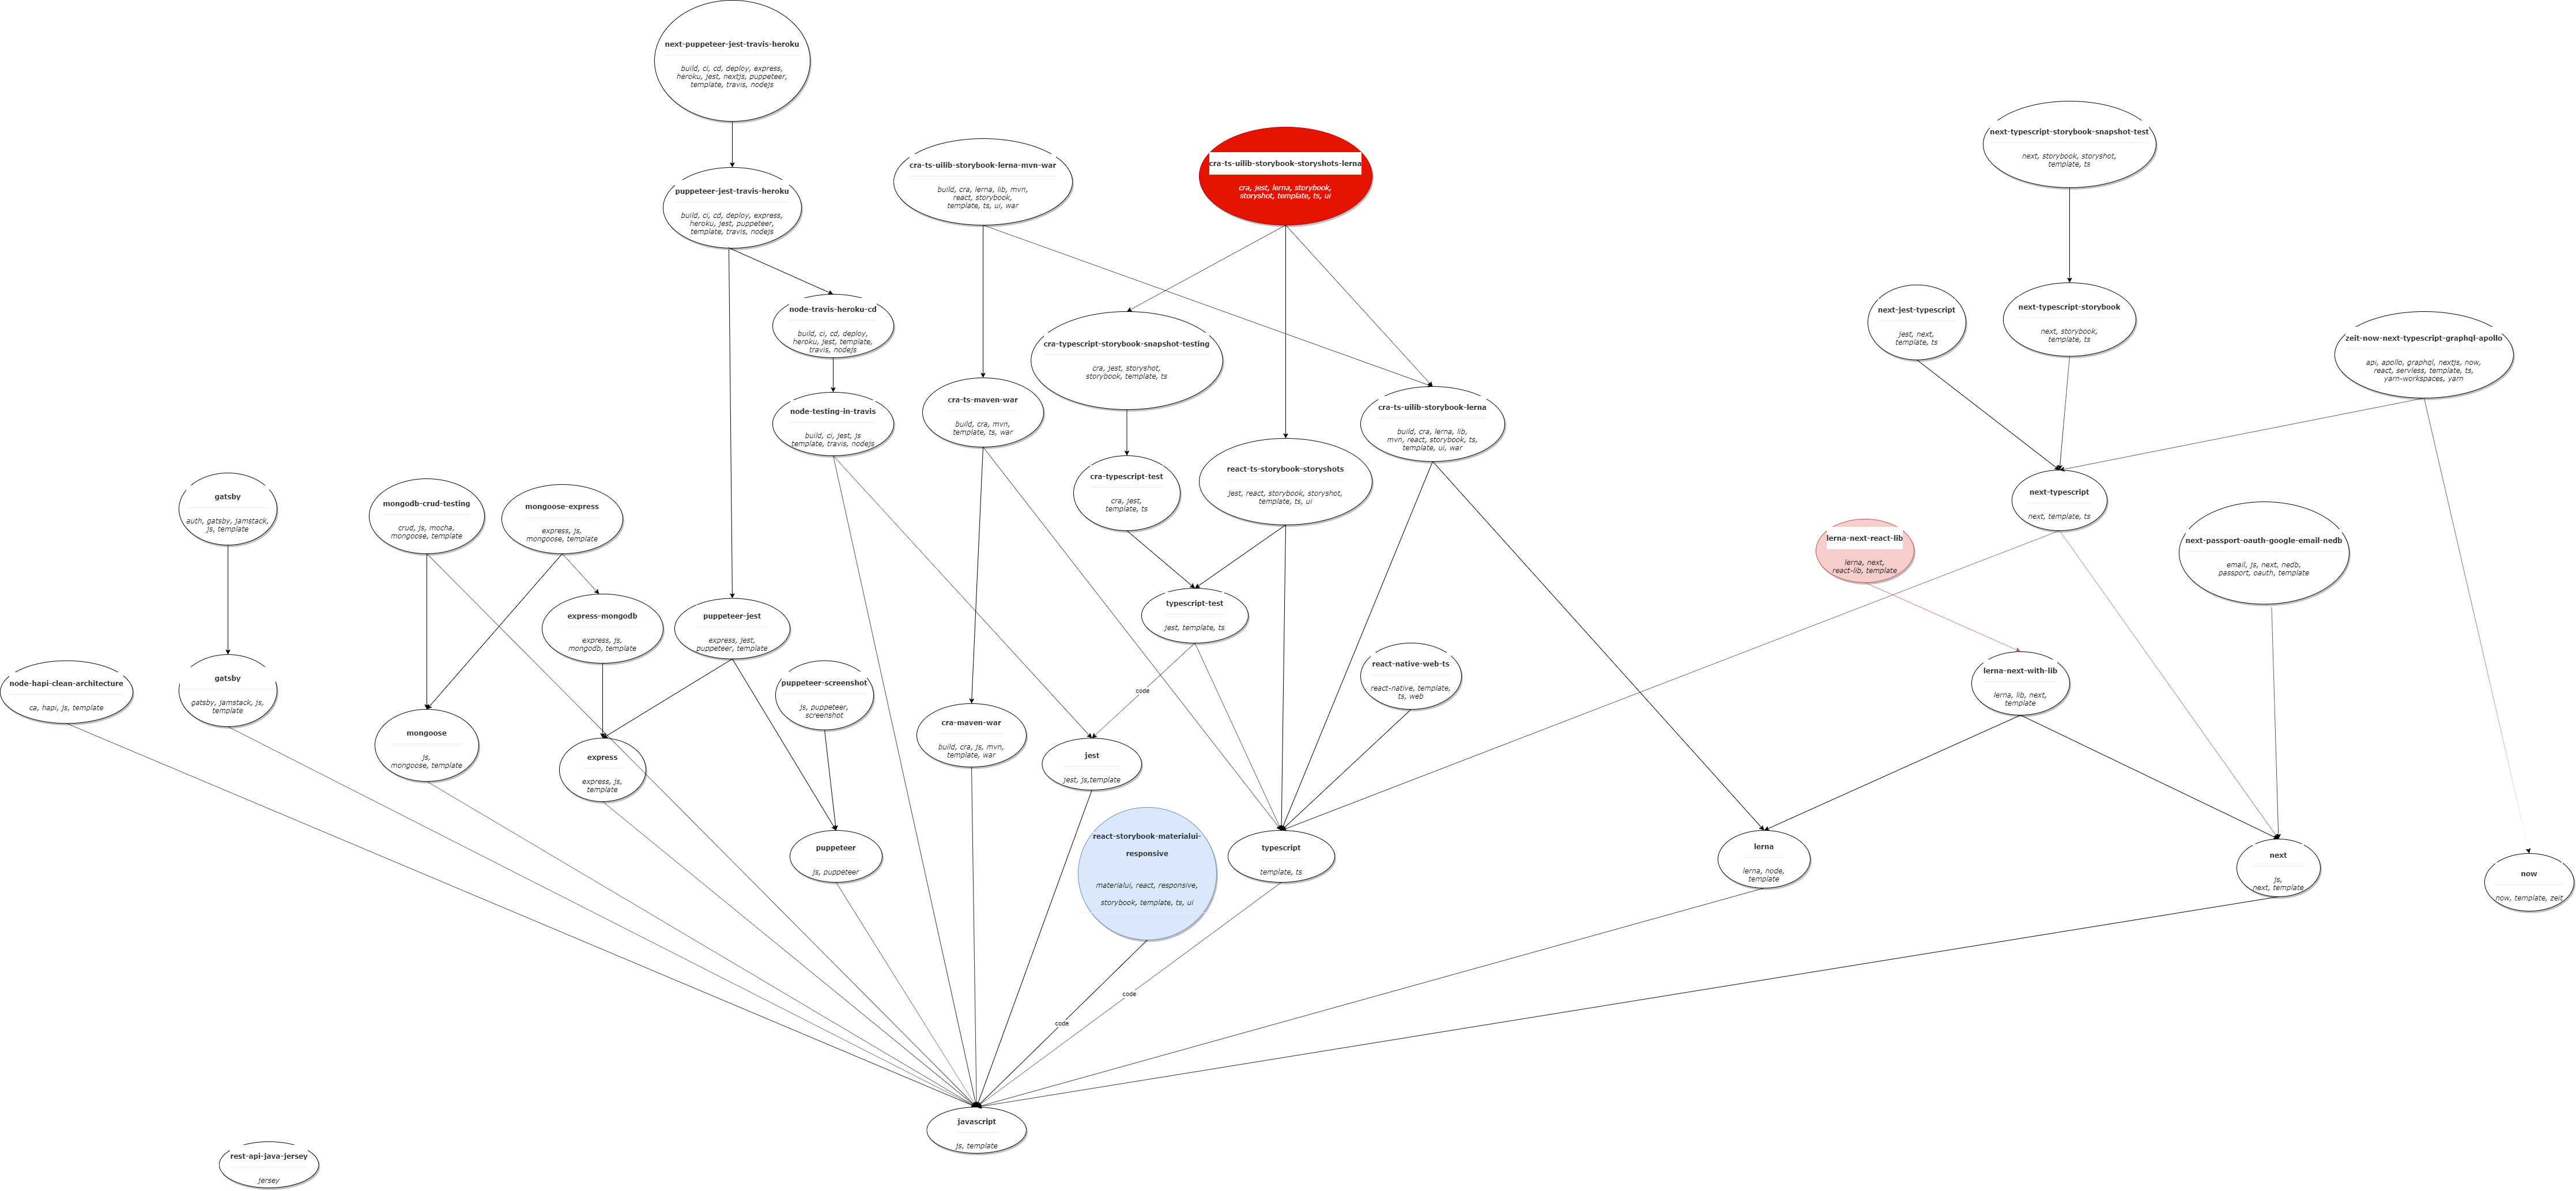 next-puppeteer-jest-travis-heroku
build, ci, cd, deploy, express,
heroku, jest, nextjs, puppeteer,
template, travis, nodejs
next-typescript-storybook-snapshot-test
next, storybook, storyshot,
template, ts
cra-ts-uilib-storybook-lerna-mvn-war
build, cra, lerna, lib, mvn,
react, storybook,
template, ts, ui, war
cra-ts-uilib-storybook-storyshots-lerna
cra, jest, lerna, storybook,
storyshot, template, ts, ui
puppeteer-jest-travis-heroku
build, ci, cd, deploy, express,
heroku, jest, puppeteer,
template, travis, nodejs
node-travis-heroku-cd
build, ci, cd, deploy,
heroku, jest, template,
travis, nodejs
next-jest-typescript
jest, next,
template, ts
next-typescript-storybook
next, storybook,
template, ts
cra-typescript-storybook-snapshot-testing
cra, jest, storyshot,
storybook, template, ts
zeit-now-next-typescript-graphql-apollo
api, apollo, graphql, nextjs, now,
react, servless, template, ts,
yarn-workspaces, yarn
node-testing-in-travis
build, ci, jest, js
template, travis, nodejs
cra-ts-maven-war
build, cra, mvn,
template, ts, war
cra-ts-uilib-storybook-lerna
build, cra, lerna, lib,
mvn, react, storybook, ts,
template, ui, war
gatsby
auth, gatsby, jamstack,
js, template
mongodb-crud-testing
crud, js, mocha,
mongoose, template
mongoose-express
express, js,
mongoose, template
cra-typescript-test
cra, jest,
template, ts
react-ts-storybook-storyshots
jest, react, storybook, storyshot,
template, ts, ui
next-typescript
next, template, ts
lerna-next-react-lib
lerna, next,
react-lib, template
next-passport-oauth-google-email-nedb
email, js, next, nedb,
passport, oauth, template
express-mongodb
express, js,
mongodb, template
puppeteer-jest
express, jest,
puppeteer, template
typescript-test
jest, template, ts
node-hapi-clean-architecture
ca, hapi, js, template
gatsby
gatsby, jamstack, js,
template
puppeteer-screenshot
js, puppeteer,
screenshot
code
react-native-web-ts
react-native, template,
ts, web
lerna-next-with-lib
lerna, lib, next,
template
mongoose
js,
mongoose, template
express
express, js,
template
cra-maven-war
build, cra, js, mvn,
template, war
jest
jest, js,template
puppeteer
js, puppeteer
react-storybook-materialui-
responsive
materialui, react, responsive,
storybook, template, ts, ui
typescript
template, ts
lerna
lerna, node,
template
next
js,
next, template
now
now, template, zeit
code
code
javascript
js, template
rest-api-java-jersey
jersey